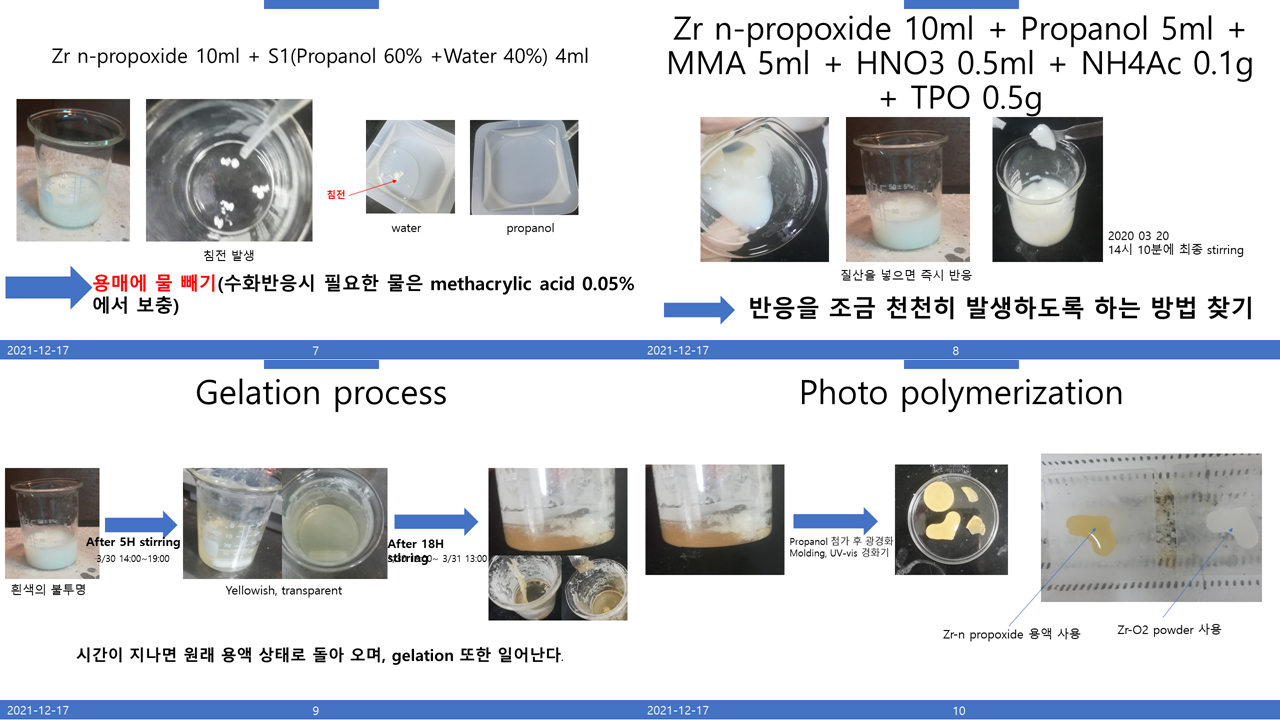 Zr n-propoxide 10ml + S1(Propanol 60% +Water 40%) 4ml
침전
water
propanol
침전 발생
용매에 물 빼기(수화반응시 필요한 물은 methacrylic acid 0.05%
에서 보충)
2021-12-17
7
Zr n-propoxide 10ml + Propanol 5ml +
MMA 5ml + HNO3 0.5ml + NH4Ac 0.1g
+ TPO 0.5g
2020 03 20
14시 10분에 최종 stirring
질산을 넣으면 즉시 반응
반응을 조금 천천히 발생하도록 하는 방법 찾기
2021-12-17
8
Gelation process
After 5H stirring
3/30 14:00~19:00
After 18H
stirring
~ 3/31 13:00
흰색의 불투명
Yellowish, transparent
시간이 지나면 원래 용액 상태로 돌아 오며, gelation 또한 일어난다.
2021-12-17
9
Photo polymerization
Propanol 첨가 후 광경화
Molding, UV-vis 경화기
Zr-n propoxide 용액 사용
Zr-O2 powder 사용
2021-12-17
10